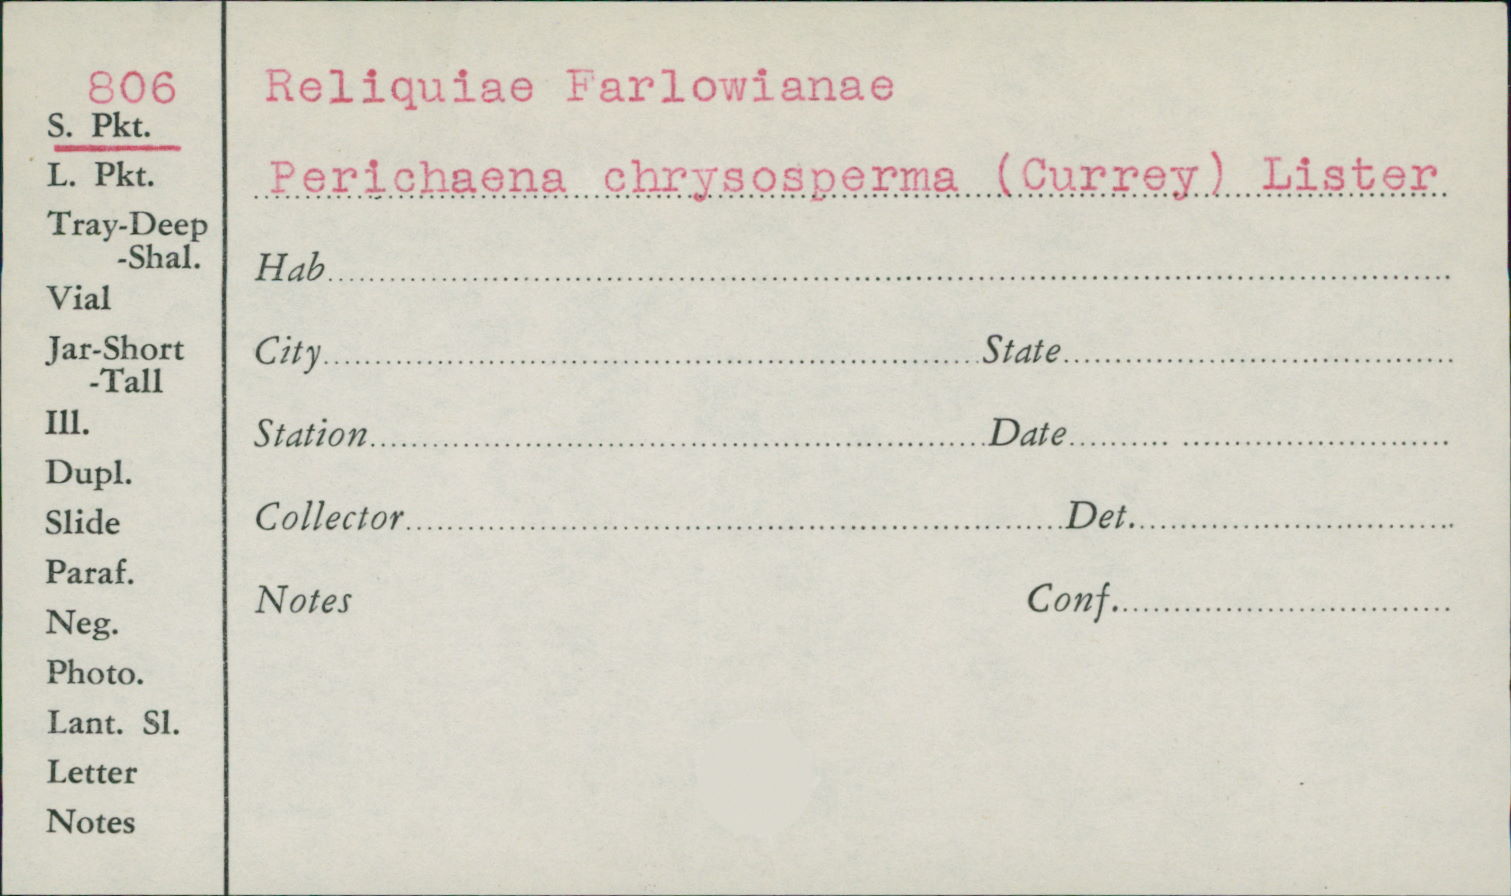 806
S. Pkt.
L. Pkt.
Tray-Deep
-Shal.
Vial
Jar-Short
-Tall
Ill.
Dupl.
Slide
Paraf.
Neg.
Photo.
Lant. Sl.
Letter
Notes
Reliquiae Farlowianae
Perichaena chrysosperma (Currey) Lister
Hab
City State
Station Date
Collector Det.
Notes Conf.